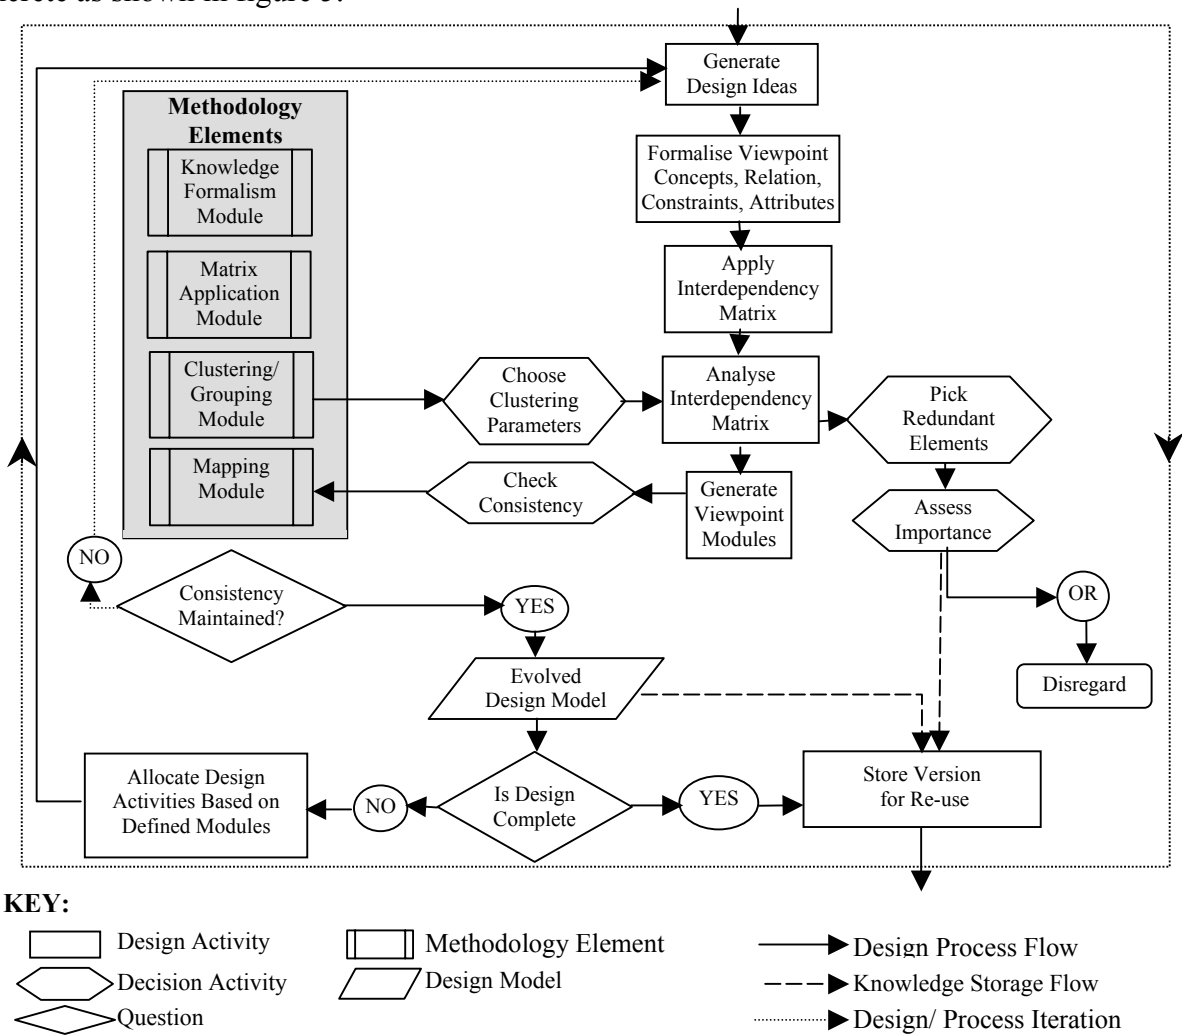 as shown in figure
Generate
Design Ideas
Methodology
Elements
Knowledge
Formalism
Module
Formalise Viewpoint
Concepts, Relation,
Constraints, Attributes
Matrix
Application
Module
Apply
Interdependency
Matrix
Clustering/
Grouping
Module
Choose
Clustering
Parameters
Analyse
Interdependency
Matrix
Pick
Redundant
Elements
Mapping
Module
Check
Consistency
Generate
Viewpoint
Modules
Assess
Importance
NO
Consistency
Maintained?
YES
OR
Evolved
Design Model
Disregard
Allocate Design
Activities Based on
Defined Modules
NO
Is Design
Complete
YES
Store Version
for Re-use
KEY:
Design Activity
Methodology Element
Design Process Flow
Decision Activity
Design Model
Knowledge Storage Flow
Question
Design/ Process Iteration